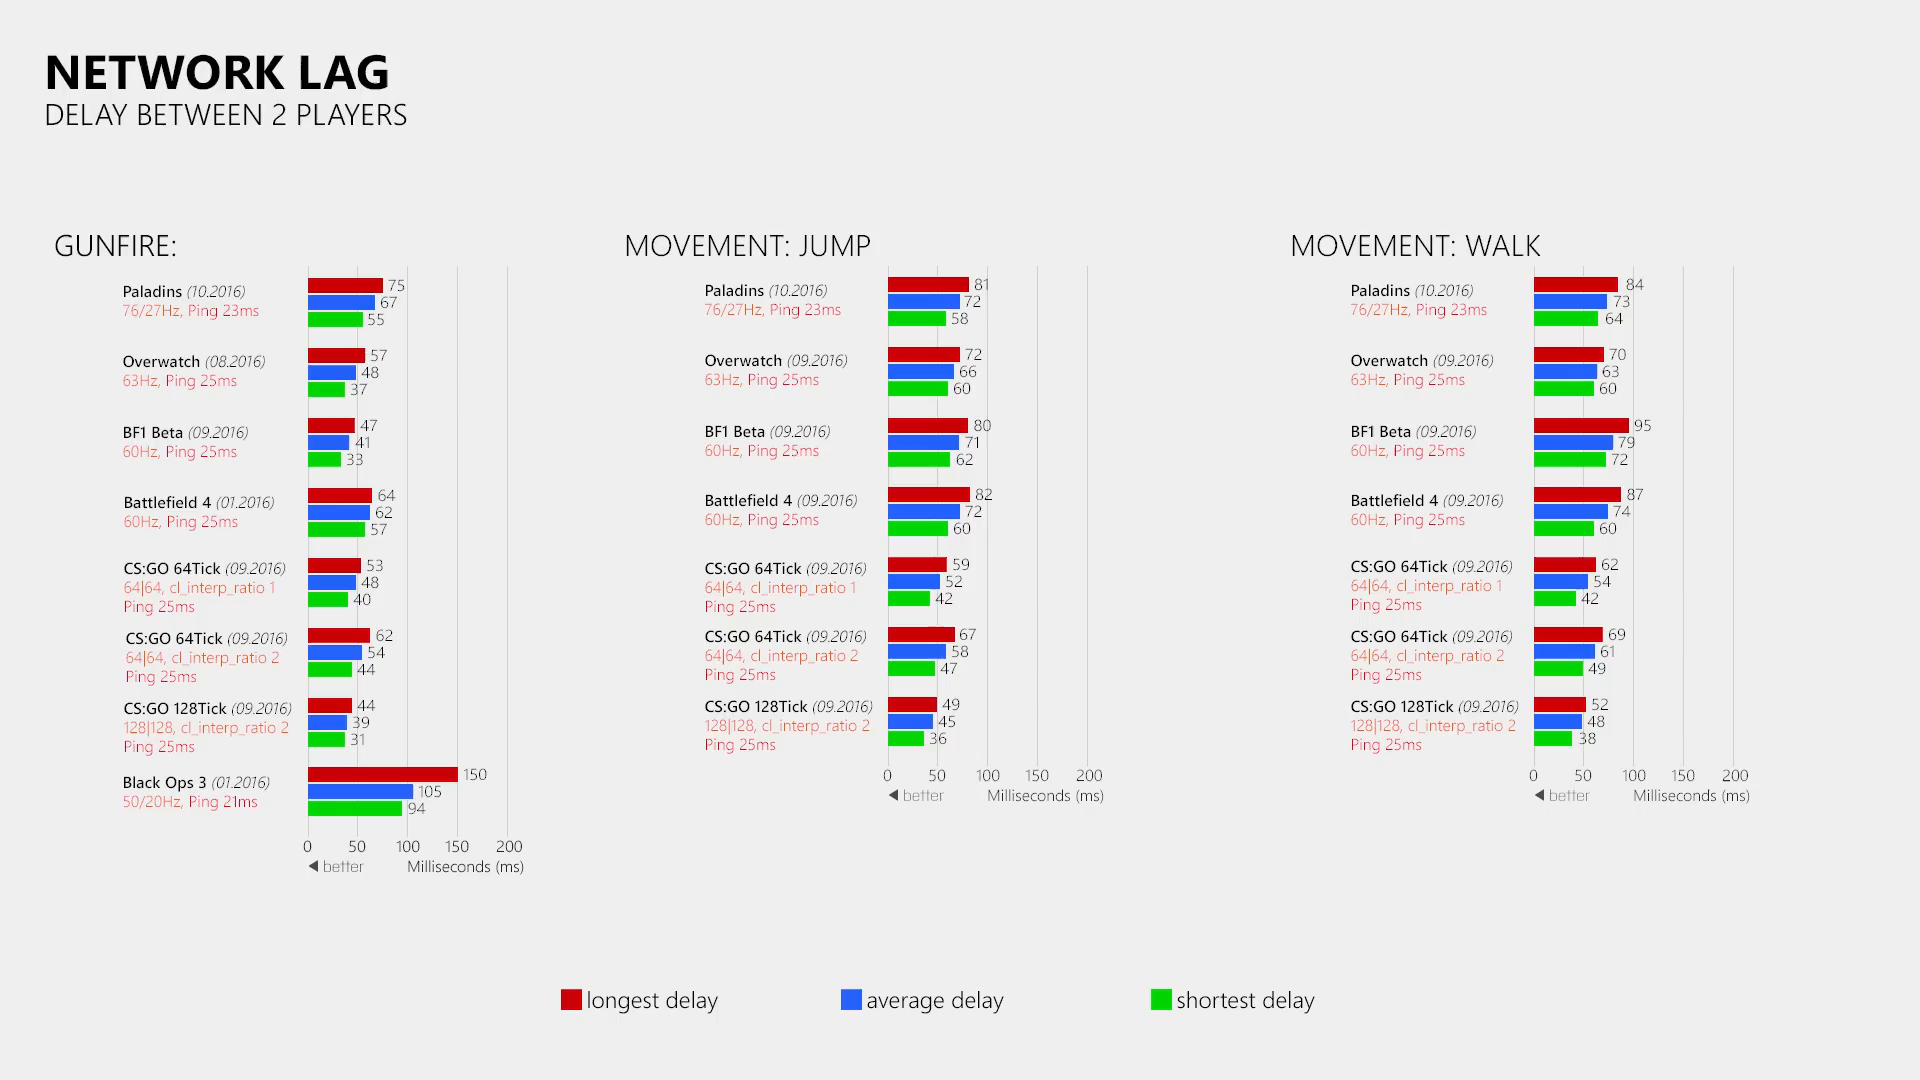 NETWORK LAG
DELAY BETWEEN 2 PLAYERS
GUNFIRE:
Paladins (10.2016)
76/27Hz, Ping 23ms
75
67
55
Overwatch (08.2016)
63Hz, Ping 25ms
57
48
37
BF1 Beta (09.2016)
60Hz, Ping 25ms
47
41
33
Battlefield 4 (01.2016)
60Hz, Ping 25ms
64
62
57
CS:GO 64Tick (09.2016)
64|64, cl_interp_ratio 1
Ping 25ms
53
48
40
CS:GO 64Tick (09.2016)
64|64, cl_interp_ratio 2
Ping 25ms
62
54
44
CS:GO 128Tick (09.2016)
128|128, cl_interp_ratio 2
Ping 25ms
44
39
31
Black Ops 3 (01.2016)
50/20Hz, Ping 21ms
150
105
94
0 50 100 150 200
◄ better Milliseconds (ms)
MOVEMENT: JUMP
Paladins (10.2016)
76/27Hz, Ping 23ms
81
72
58
Overwatch (09.2016)
63Hz, Ping 25ms
72
66
60
BF1 Beta (09.2016)
60Hz, Ping 25ms
80
71
62
Battlefield 4 (09.2016)
60Hz, Ping 25ms
82
72
60
CS:GO 64Tick (09.2016)
64|64, cl_interp_ratio 1
Ping 25ms
59
52
42
CS:GO 64Tick (09.2016)
64|64, cl_interp_ratio 2
Ping 25ms
67
58
47
CS:GO 128Tick (09.2016)
128|128, cl_interp_ratio 2
Ping 25ms
49
45
36
0 50 100 150 200
◄ better Milliseconds (ms)
MOVEMENT: WALK
Paladins (10.2016)
76/27Hz, Ping 23ms
84
73
64
Overwatch (09.2016)
63Hz, Ping 25ms
70
63
60
BF1 Beta (09.2016)
60Hz, Ping 25ms
95
79
72
Battlefield 4 (09.2016)
60Hz, Ping 25ms
87
74
60
CS:GO 64Tick (09.2016)
64|64, cl_interp_ratio 1
Ping 25ms
62
54
42
CS:GO 64Tick (09.2016)
64|64, cl_interp_ratio 2
Ping 25ms
69
61
49
CS:GO 128Tick (09.2016)
128|128, cl_interp_ratio 2
Ping 25ms
52
48
38
0 50 100 150 200
◄ better Milliseconds (ms)
longest delay
average delay
shortest delay